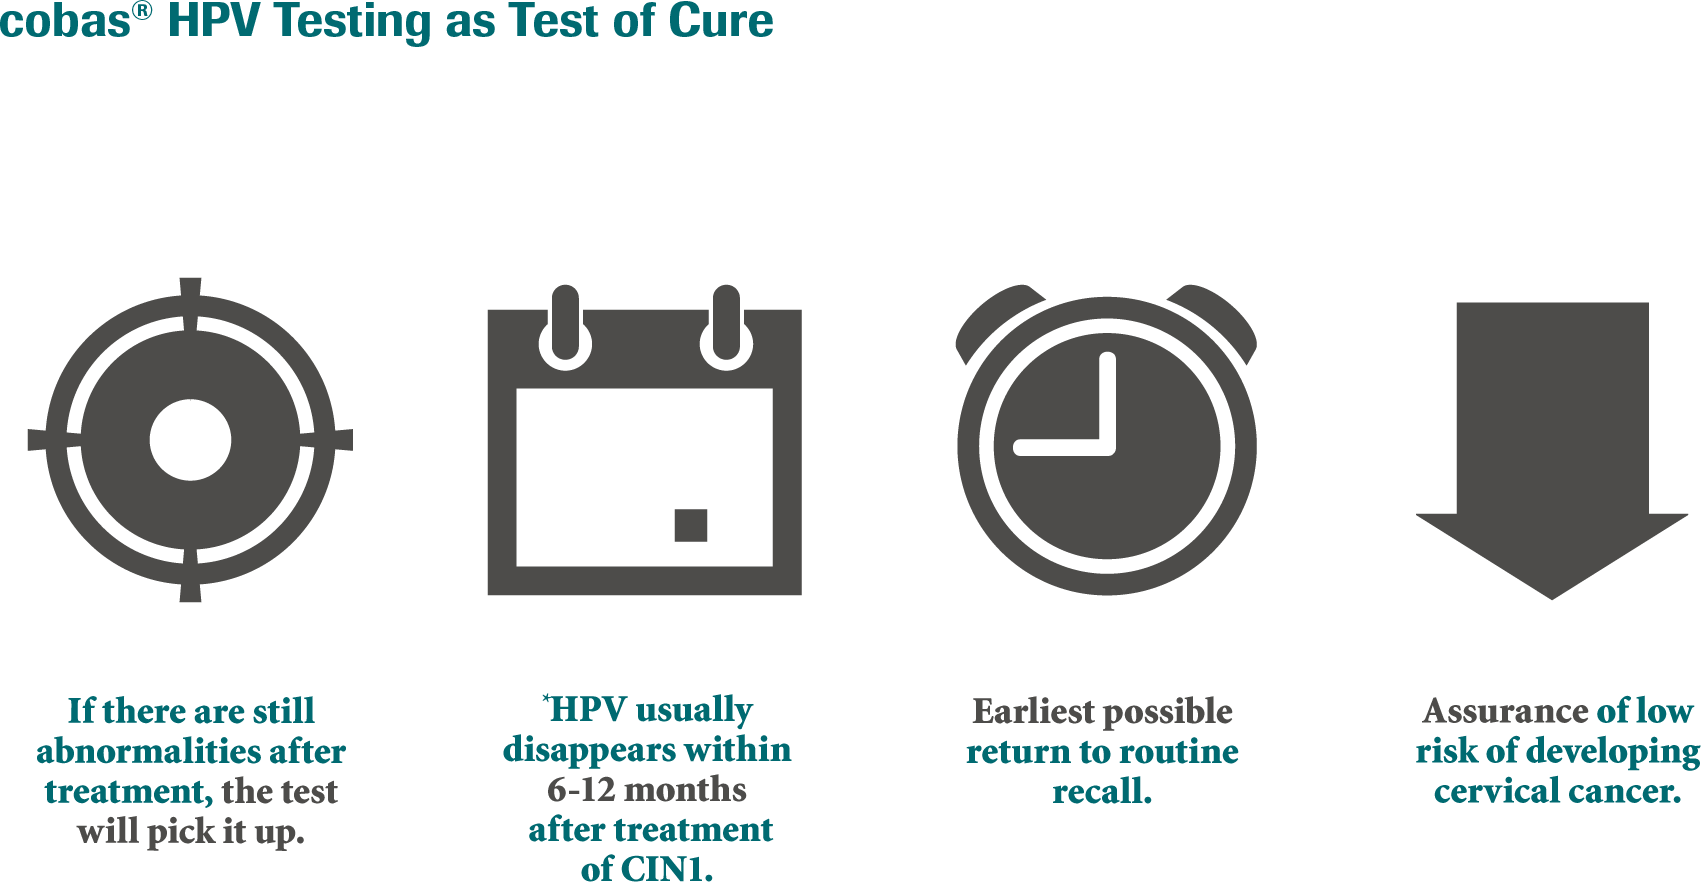 cobas® HPV Testing as Test of Cure
If there are still
abnormalities after
treatment, the test
will pick it up.
*HPV usually
disappears within
6-12 months
after treatment
of CIN1.
Earliest possible
return to routine
recall.
Assurance of low
risk of developing
cervical cancer.